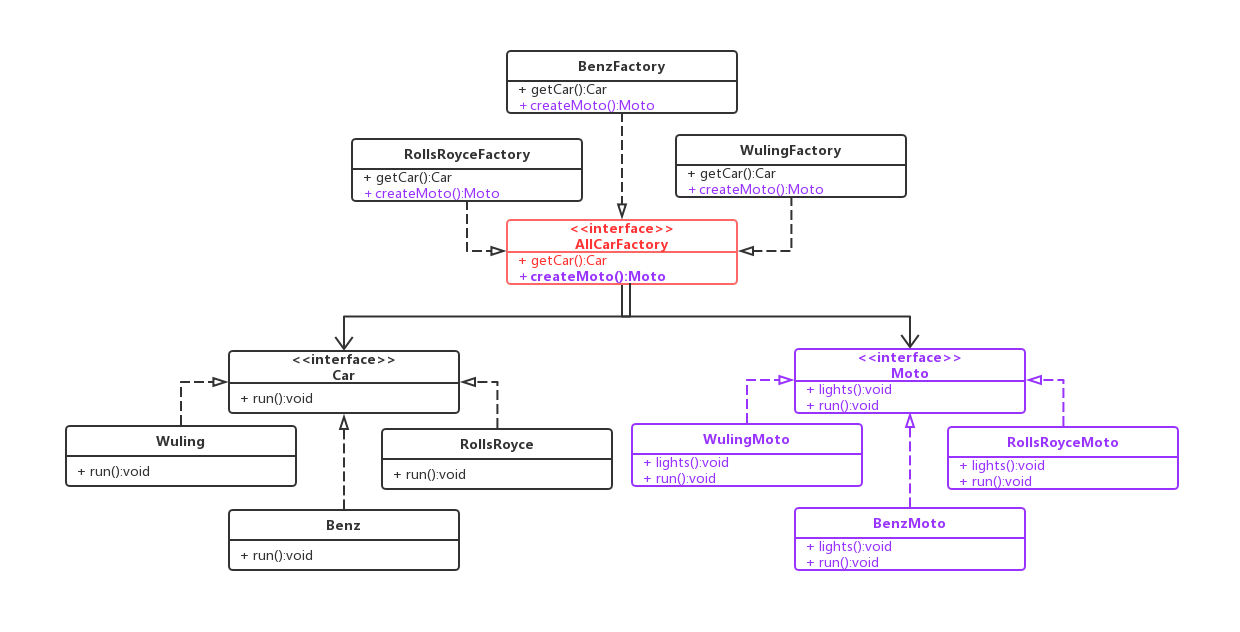 BenzFactory
+ getCar():Car
+ createMoto():Moto
RollsRoyceFactory
+ getCar():Car
+ createMoto():Moto
WulingFactory
+ getCar():Car
+ createMoto():Moto
<<interface>>
AllCarFactory
+ getCar():Car
+ createMoto():Moto
<<interface>>
Car
+ run():void
<<interface>>
Moto
+ lights():void
+ run():void
Wuling
+ run():void
RollsRoyce
+ run():void
WulingMoto
+ lights():void
+ run():void
RollsRoyceMoto
+ lights():void
+ run():void
Benz
+ run():void
BenzMoto
+ lights():void
+ run():void